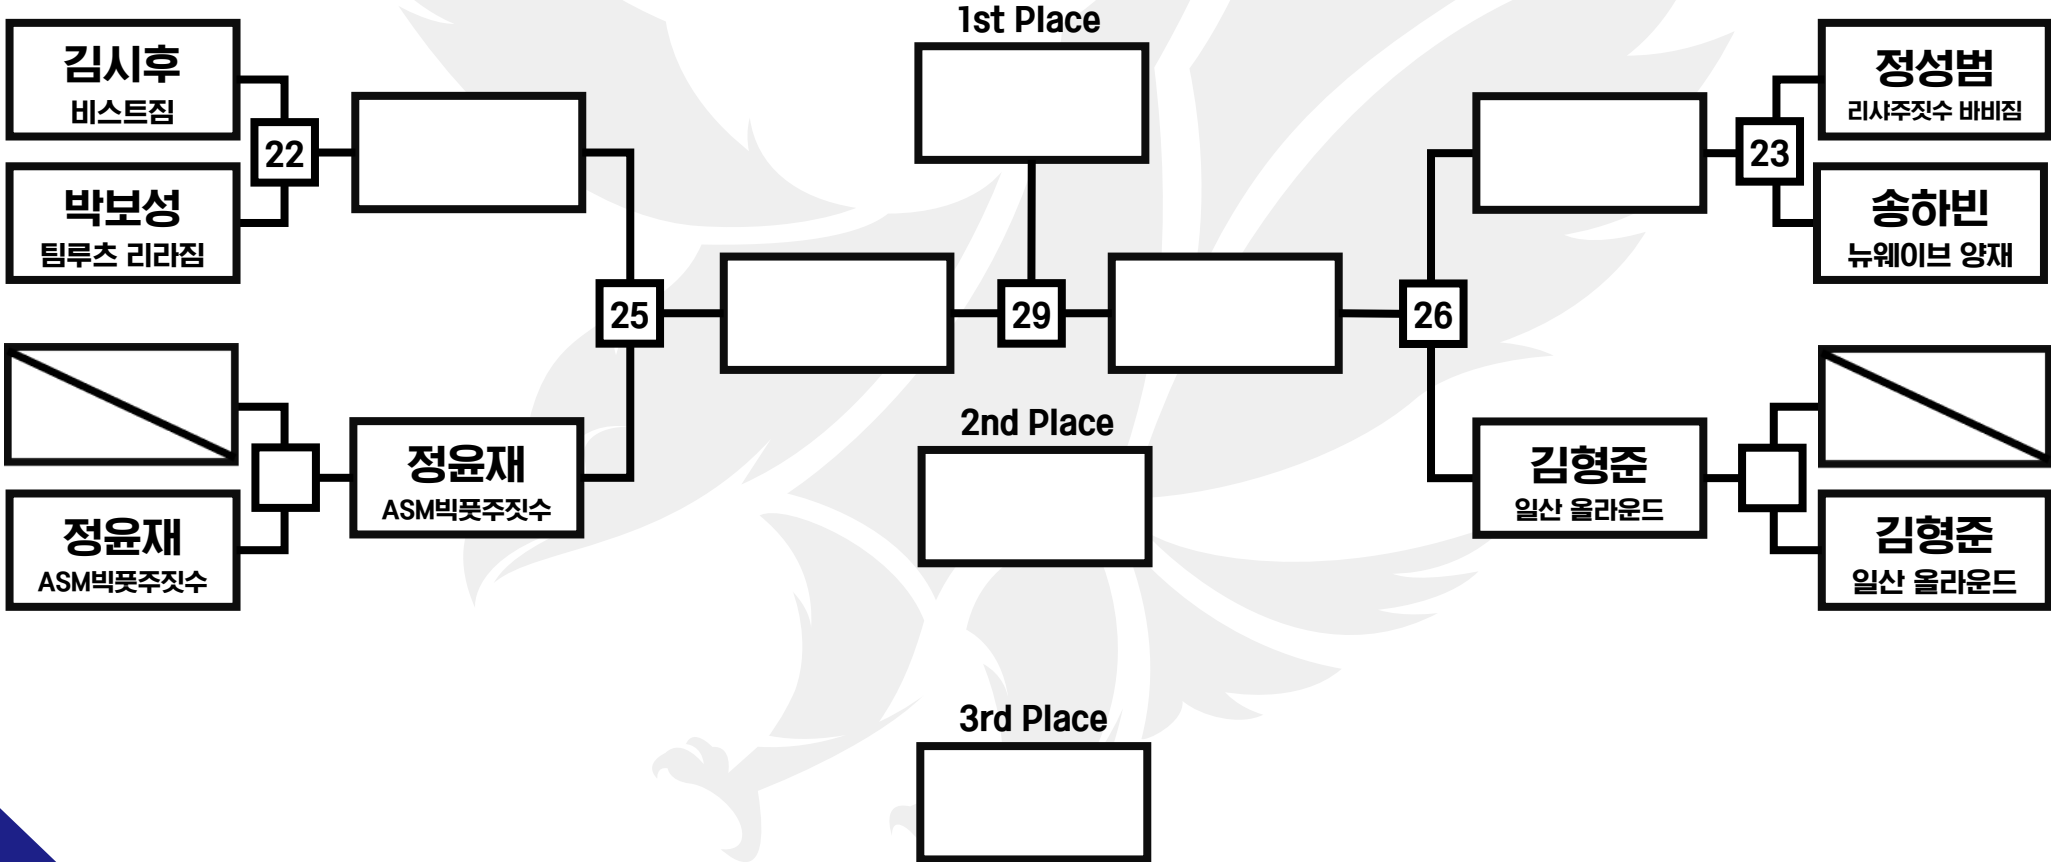 1st Place
김시후
비스트짐
정성범
리샤주짓수 바비짐
22
23
박보성
팀루츠 리라짐
송하빈
뉴웨이브 양재
25
29
26
2nd Place
정윤재
ASM빅풋주짓수
김형준
일산 올라운드
정윤재
ASM빅풋주짓수
김형준
일산 올라운드
3rd Place